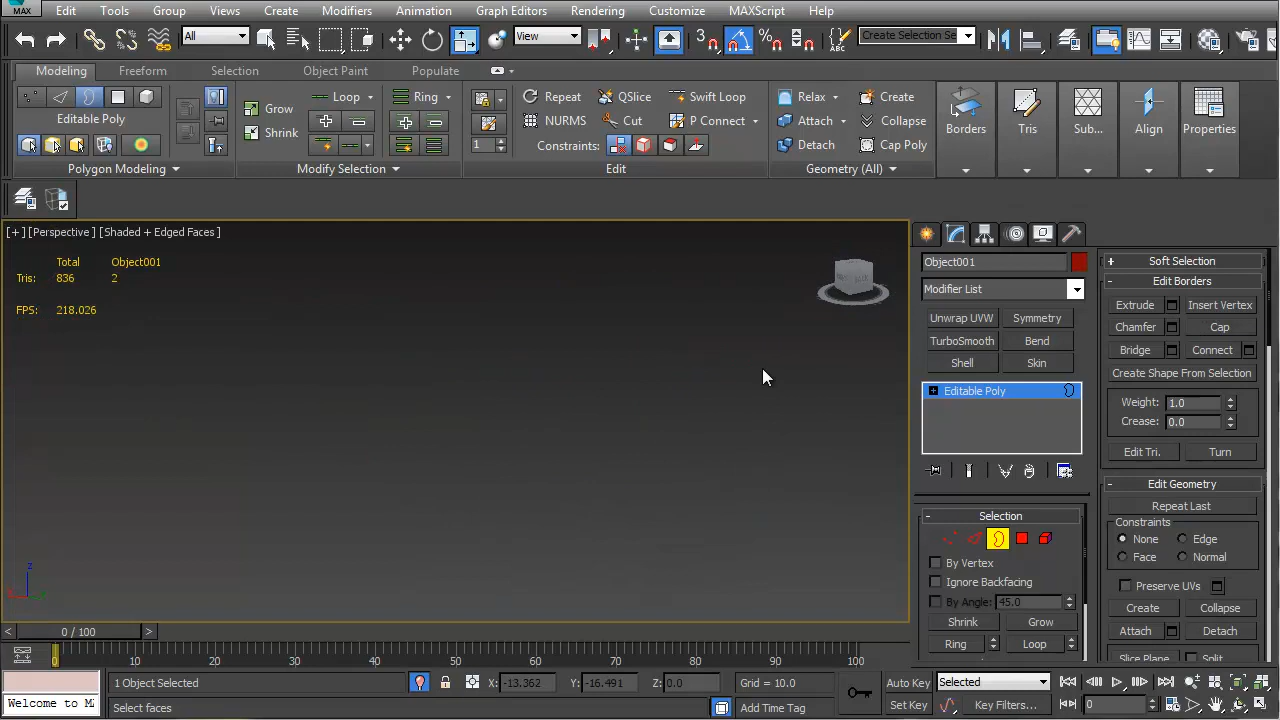 MAX Edit Tools Group Views Create Modifiers Animation Graph Editors Rendering Customize MAXScript Help
All View 3 % ABC Create Selection Se
Modeling Freeform Selection Object Paint Populate
Grow Loop Ring Repeat QSlice Swift Loop Relax Create
Editable Poly Shrink NURMS Cut P Connect Attach Collapse Borders Tris Sub... Align Properties
1 Constraints: Detach Cap Poly
Polygon Modeling Modify Selection Edit Geometry (All)
[+] [Perspective] [Shaded + Edged Faces]
Total Object001
Tris: 836 2
FPS: 218.026
z
Object001
Modifier List
Unwrap UVW Symmetry
TurboSmooth Bend
Shell Skin
Editable Poly
Selection
By Vertex
Ignore Backfacing
By Angle: 45.0
Shrink Grow
Ring Loop
Soft Selection
Edit Borders
Extrude Insert Vertex
Chamfer Cap
Bridge Connect
Create Shape From Selection
Weight: 1.0
Crease: 0.0
Edit Tri. Turn
Edit Geometry
Repeat Last
Constraints
None Edge
Face Normal
Preserve UVs
Create Collapse
Attach Detach
Slice Plane Split
< 0 / 100 >
0 10 20 30 40 50 60 70 80 90 100
1 Object Selected X: -13.362 Y: -16.491 Z: 0.0 Grid = 10.0 Auto Key Selected
Welcome to M Select faces Add Time Tag Set Key Key Filters... 0